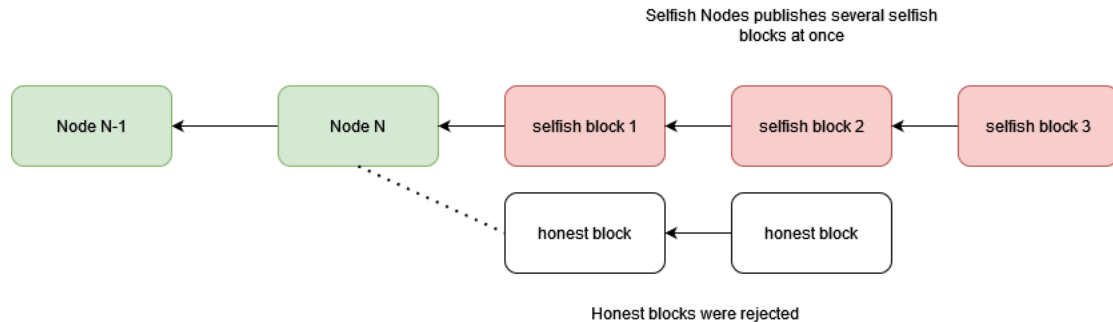 Selfish Nodes publishes several selfish
blocks at once
Node N-1
Node N
selfish block 1
selfish block 2
selfish block 3
honest block
honest block
Honest blocks were rejected